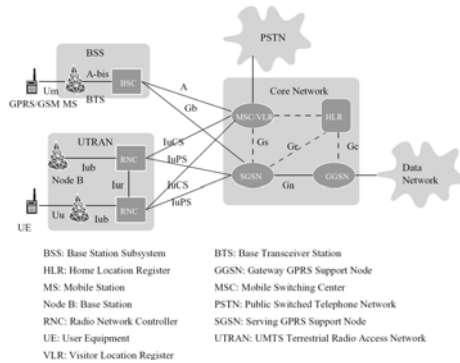 BSS
PSTN
Um
A-bis
BSC
GPRS/GSM MS
BTS
A
Gb
Core Network
MSC/VLR
HLR
UTRAN
IuCS
Gs
Gr
Gc
RNC
IuPS
Iub
Node B
Iur
SGSN
Gn
GGSN
Data
Network
IuCS
RNC
IuPS
Uu
Iub
UE
BSS: Base Station Subsystem
BTS: Base Transceiver Station
HLR: Home Location Register
GGSN: Gateway GPRS Support Node
MS: Mobile Station
MSC: Mobile Switching Center
Node B: Base Station
PSTN: Public Switched Telephone Network
RNC: Radio Network Controller
SGSN: Serving GPRS Support Node
UE: User Equipment
UTRAN: UMTS Terrestrial Radio Access Network
VLR: Visitor Location Register